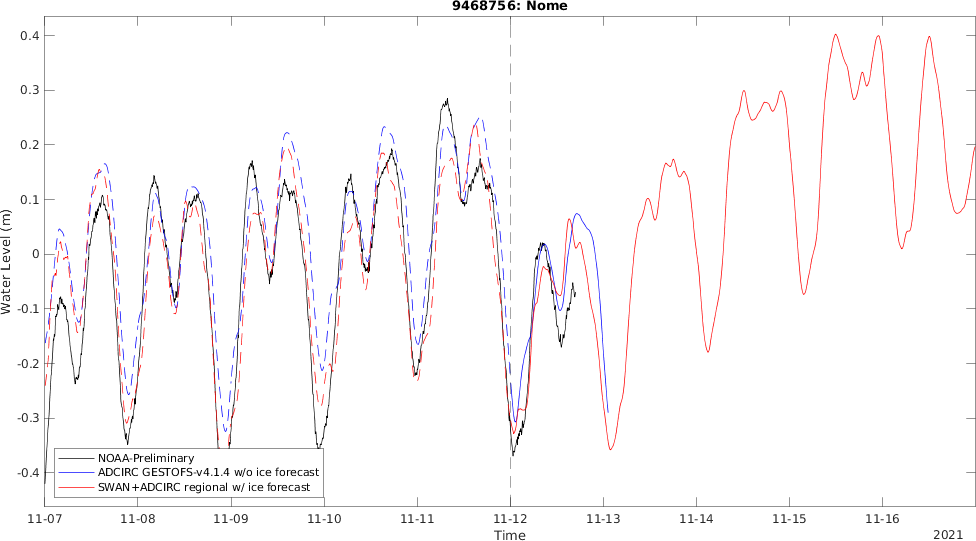 9468756: Nome
0.4
0.3
0.2
0.1
0
-0.1
-0.2
-0.3
-0.4
Water Level (m)
NOAA-Preliminary
ADCIRC GESTOFS-v4.1.4 w/o ice forecast
SWAN+ADCIRC regional w/ ice forecast
11-07 11-08 11-09 11-10 11-11 11-12 11-13 11-14 11-15 11-16
Time
2021